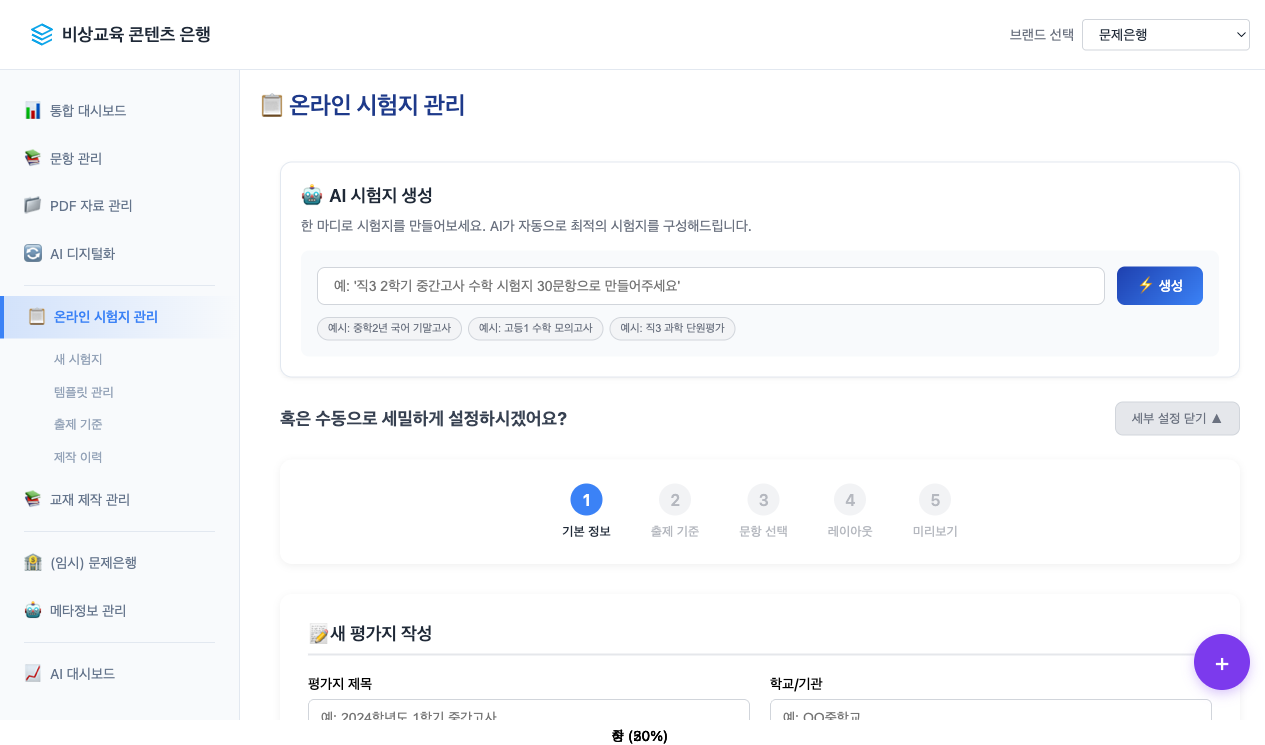 비상교육 콘텐츠 은행
브랜드 선택
문제은행
통합 대시보드
문항 관리
PDF 자료 관리
AI 디지털화
온라인 시험지 관리
새 시험지
템플릿 관리
출제 기준
제작 이력
교재 제작 관리
(임시) 문제은행
메타정보 관리
AI 대시보드
온라인 시험지 관리
AI 시험지 생성
한 마디로 시험지를 만들어보세요. AI가 자동으로 최적의 시험지를 구성해드립니다.
예: '직3 2학기 중간고사 수학 시험지 30문항으로 만들어주세요'
⚡ 생성
예시: 중학2년 국어 기말고사
예시: 고등1 수학 모의고사
예시: 직3 과학 단원평가
혹은 수동으로 세밀하게 설정하시겠어요?
세부 설정 닫기 ▲
1 2 3 4 5
기본 정보 출제 기준 문항 선택 레이아웃 미리보기
새 평가지 작성
평가지 제목
학교/기관
예: 2024학년도 1학기 중간고사
예: OO중학교
+